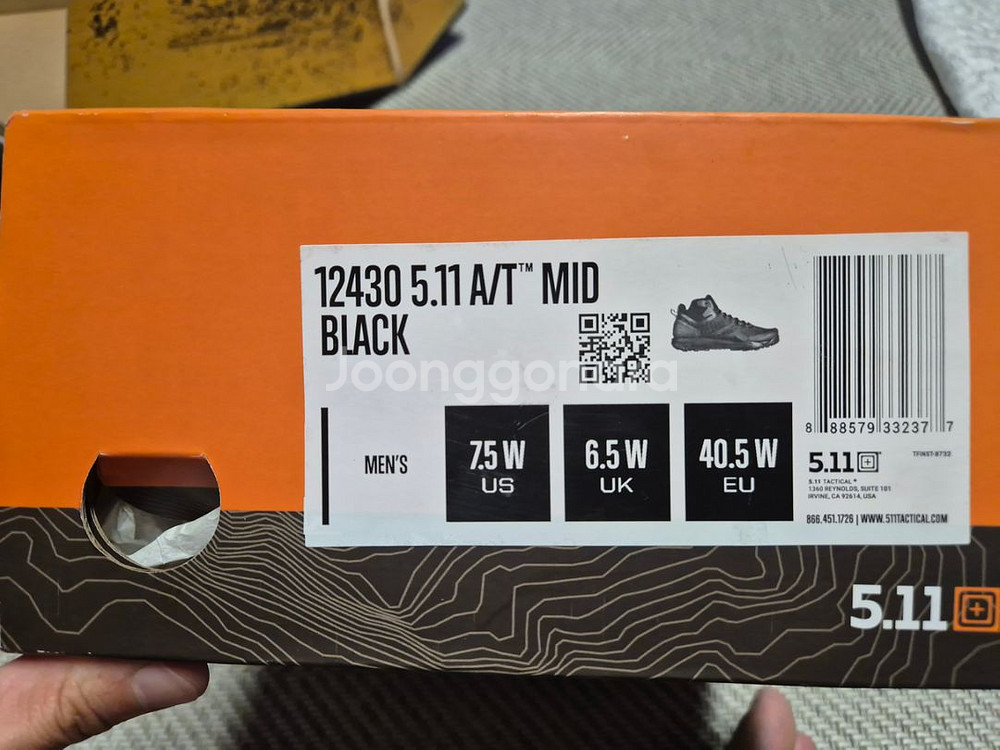 12430 5.11 A/T™ MID
BLACK
Joonggonara
MEN'S
7.5 W
US
6.5 W
UK
40.5 W
EU
8 88579 33237 7
5.11
TFINST-8732
5.11 TACTICAL®
1360 REYNOLDS, SUITE 101
IRVINE, CA 92614, USA
866.451.1726 | WWW.511TACTICAL.COM
5.11